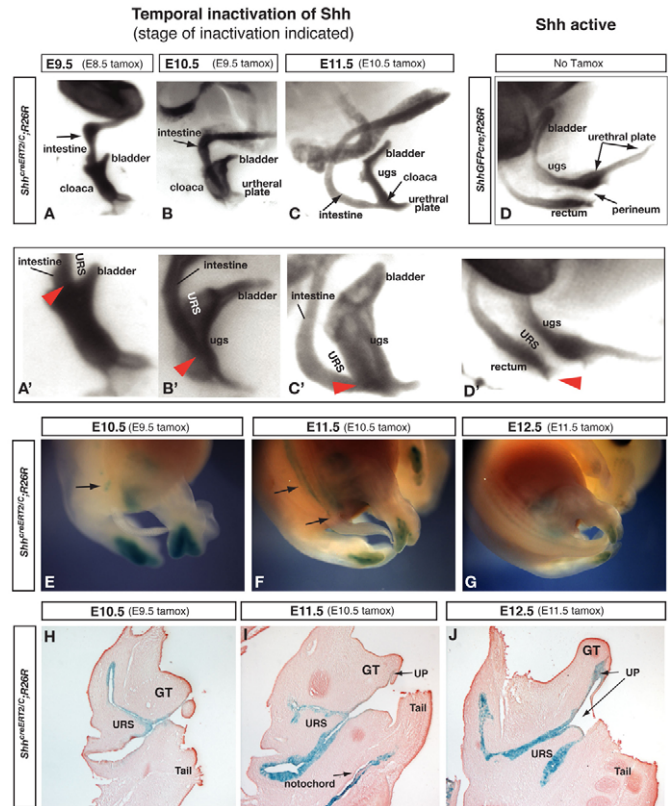 Temporal inactivation of Shh
(stage of inactivation indicated)
Shh active
E9.5 (E8.5 tamox)
E10.5 (E9.5 tamox)
E11.5 (E10.5 tamox)
No Tamox
ShhcreERT2/C;R26R
intestine
bladder
cloaca
A
intestine
bladder
cloaca
urtheral
plate
B
bladder
ugs
cloaca
intestine
urethral
plate
C
ShhGFPcre;R26R
bladder
urethral plate
ugs
perineum
rectum
D
intestine
URS
bladder
A'
intestine
URS
bladder
ugs
B'
intestine
bladder
URS
ugs
C'
ugs
URS
rectum
D'
E10.5 (E9.5 tamox)
E11.5 (E10.5 tamox)
E12.5 (E11.5 tamox)
ShhcreERT2/C;R26R
E
F
G
E10.5 (E9.5 tamox)
E11.5 (E10.5 tamox)
E12.5 (E11.5 tamox)
ShhcreERT2/C;R26R
H
GT
URS
Tail
I
GT
UP
URS
Tail
notochord
J
GT
UP
URS
Tail